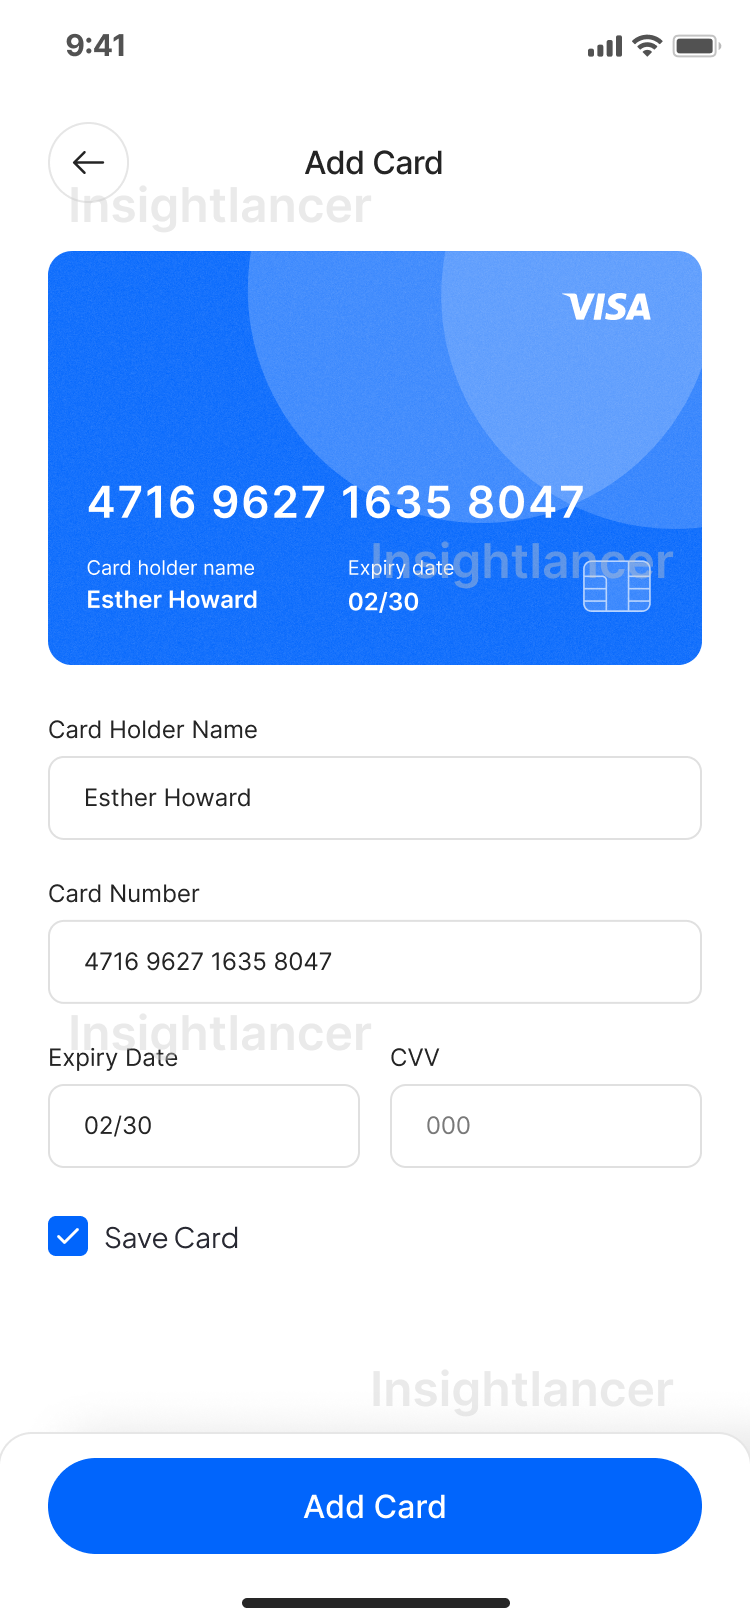 9:41
Add Card
Insightlancer
VISA
4716 9627 1635 8047
Insightlancer
Card holder name
Expiry date
Esther Howard
02/30
Card Holder Name
Esther Howard
Card Number
4716 9627 1635 8047
Insightlancer
Expiry Date
CVV
02/30
000
Save Card
Insightlancer
Add Card